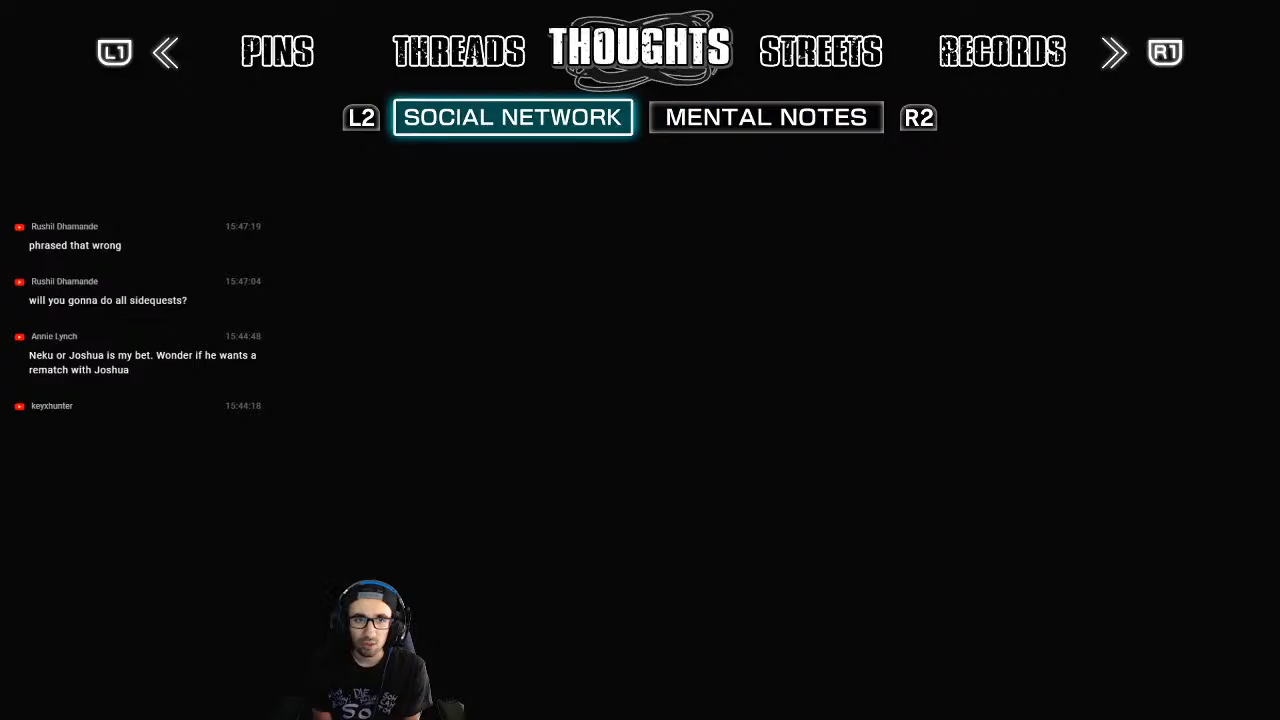 L1 PINS THREADS THOUGHTS STREETS RECORDS R1
L2 SOCIAL NETWORK MENTAL NOTES R2
Rushil Dhamande 15:47:19
phrased that wrong
Rushil Dhamande 15:47:04
will you gonna do all sidequests?
Annie Lynch 15:44:48
Neku or Joshua is my bet. Wonder if he wants a
rematch with Joshua
keyxhunter 15:44:18
SO